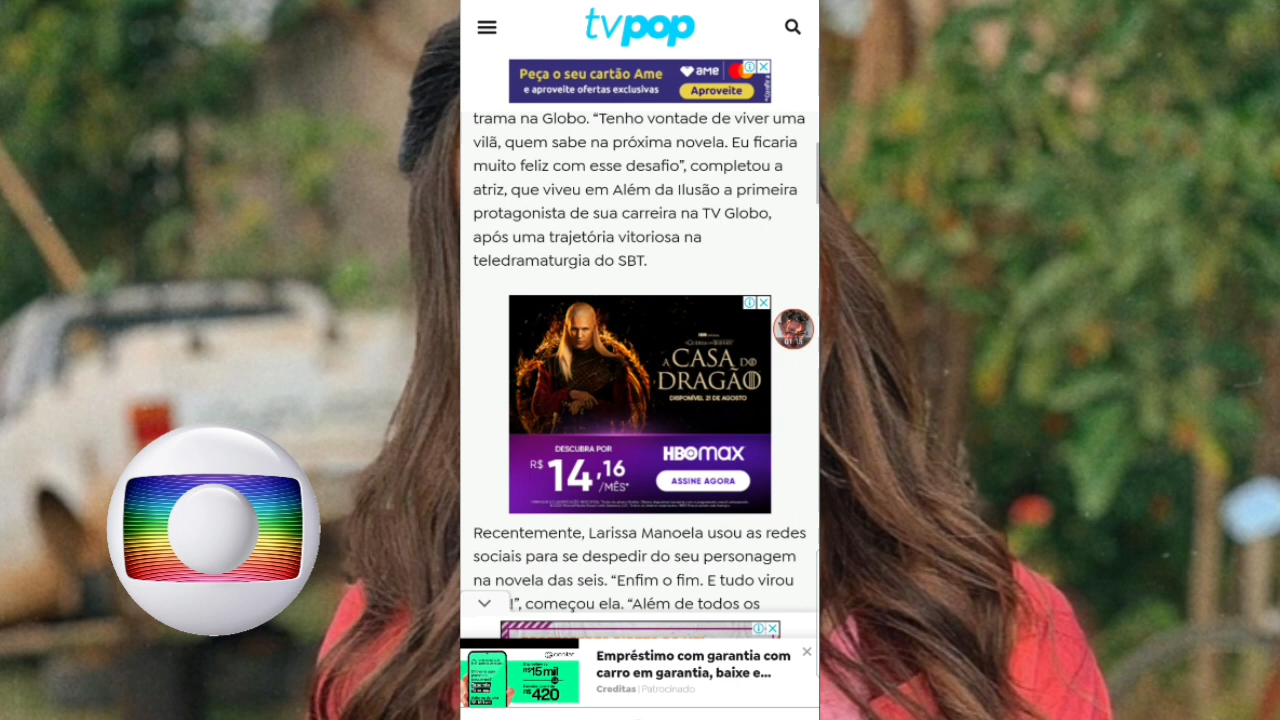 tvpop
Peça o seu cartão Ame
e aproveite ofertas exclusivas
ame
Aproveite
trama na Globo. “Tenho vontade de viver uma
vilã, quem sabe na próxima novela. Eu ficaria
muito feliz com esse desafio”, completou a
atriz, que viveu em Além da Ilusão a primeira
protagonista de sua carreira na TV Globo,
após uma trajetória vitoriosa na
teledramaturgia do SBT.
A CASA DO
DRAGÃO
DISPONÍVEL 21 DE AGOSTO
DESCUBRA POR
R$ 14,16
/MÊS*
HBOMAX
ASSINE AGORA
01:18
Recentemente, Larissa Manoela usou as redes
sociais para se despedir do seu personagem
na novela das seis. “Enfim o fim. E tudo virou
”, começou ela. “Além de todos os
R$15 mil
R$ 420
Empréstimo com garantia com
carro em garantia, baixe e...
Creditas | Patrocinado